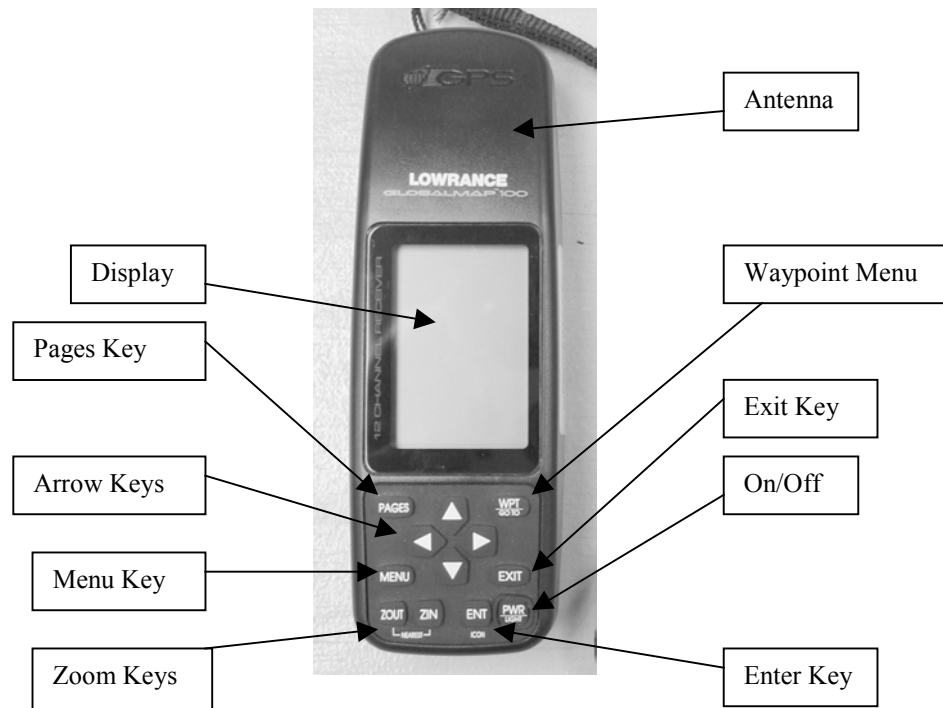 GPS
Antenna
LOWRANCE
GLOBALMAP 100
Display
Waypoint Menu
12 CHANNEL RECEIVER
Pages Key
Exit Key
Arrow Keys
On/Off
PAGES
WPT
GO TO
Menu Key
MENU
EXIT
ZOUT
ZIN
ENT
PWR
LIGHT
NEAREST
ICON
Zoom Keys
Enter Key